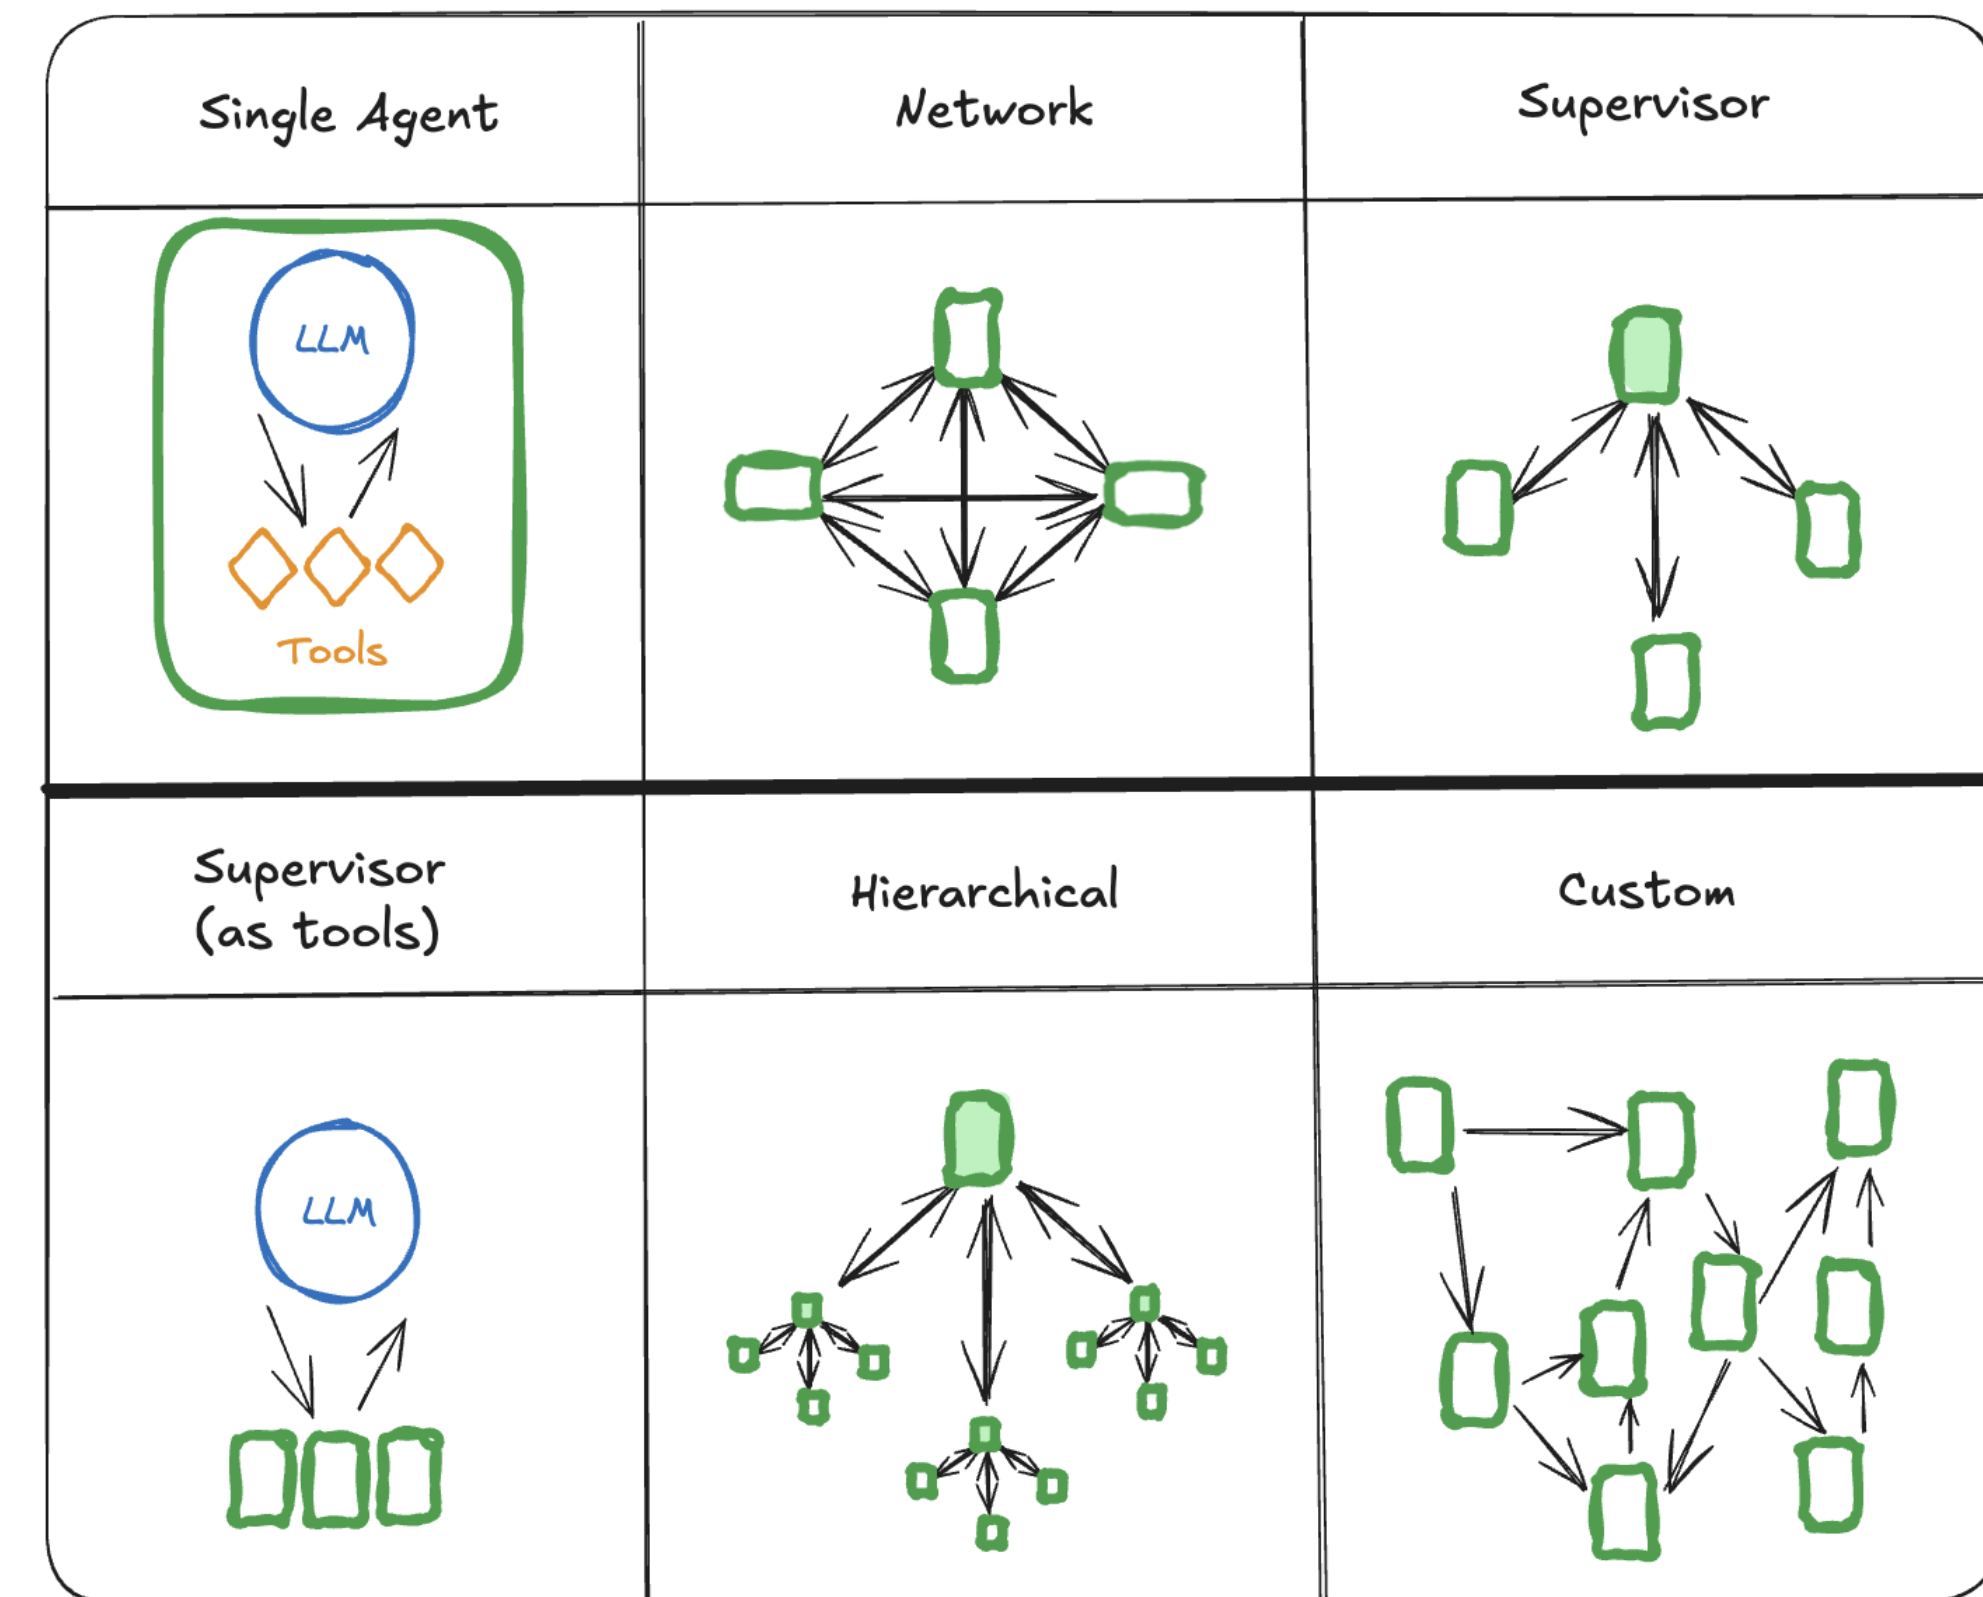 Single Agent
Network
Supervisor
LLM
Tools
Supervisor
(as tools)
Hierarchical
Custom
LLM